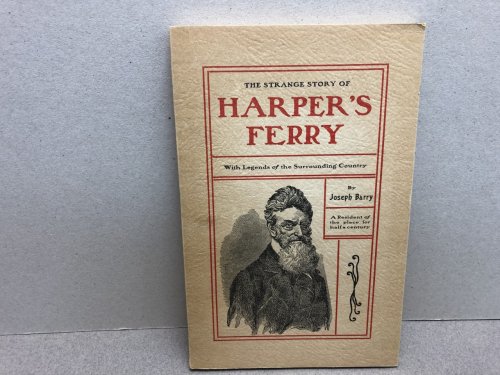 THE STRANGE STORY OF
HARPER'S
FERRY
With Legends of the Surrounding Country
By
Joseph Barry
A Resident of
the place for
half a century